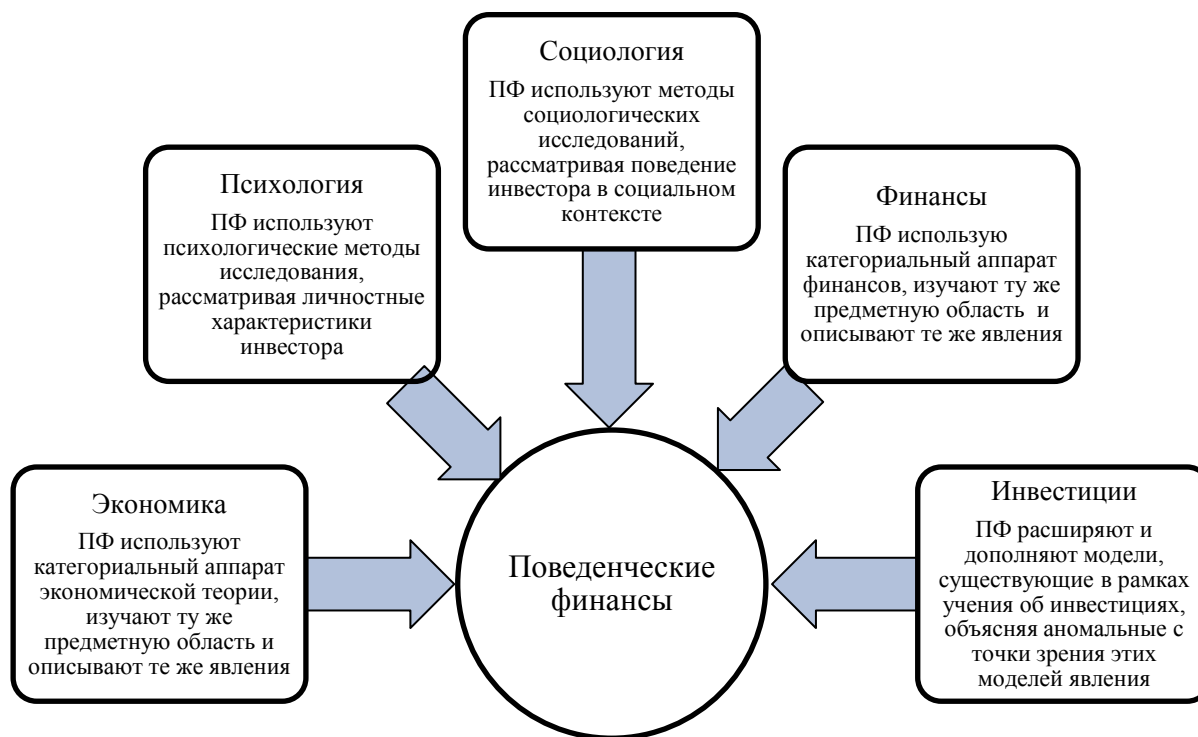 Социология
ПФ используют методы
социологических
исследований,
рассматривая поведение
инвестора в социальном
контексте
Психология
ПФ используют
психологические методы
исследования,
рассматривая личностные
характеристики
инвестора
Финансы
ПФ использую
категориальный аппарат
финансов, изучают ту же
предметную область и
описывают те же явления
Экономика
ПФ используют
категориальный аппарат
экономической теории,
изучают ту же
предметную область и
описывают те же явления
Поведенческие
финансы
Инвестиции
ПФ расширяют и
дополняют модели,
существующие в рамках
учения об инвестициях,
объясняя аномальные с
точки зрения этих
моделей явления